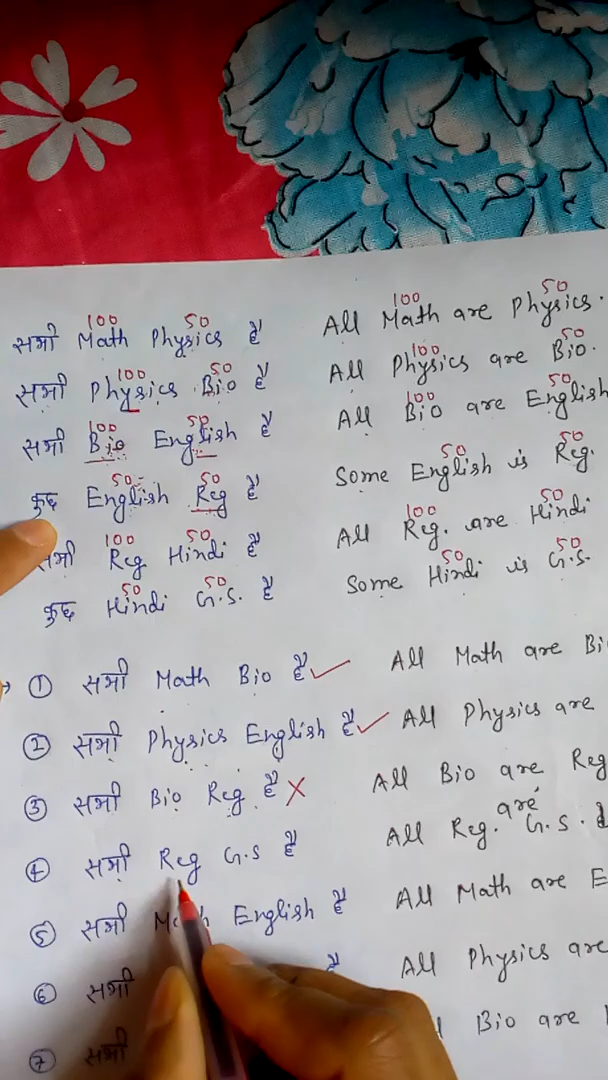 100 50 100 50
सभी Math Physics है All Math are Physics.
100 50 100 50
सभी Physics Bio है All Physics are Bio.
100 50 100 50
सभी Bio English है All Bio are English
50 50 50 50
कुछ English Reg है Some English is Reg.
100 50 100 50
सभी Reg Hindi है All Reg. are Hindi
50 50 50 50
कुछ Hindi G.S. है Some Hindi is G.S.
① सभी Math Bio है ✓ All Math are
② सभी Physics English है ✓ All Physics are
③ सभी Bio Reg. है X All Bio are Reg
④ सभी Reg G.S है All Reg. are G.S.
⑤ सभी English है All Math are E
⑥ सभी है All Physics are
⑦ सभी Bio are